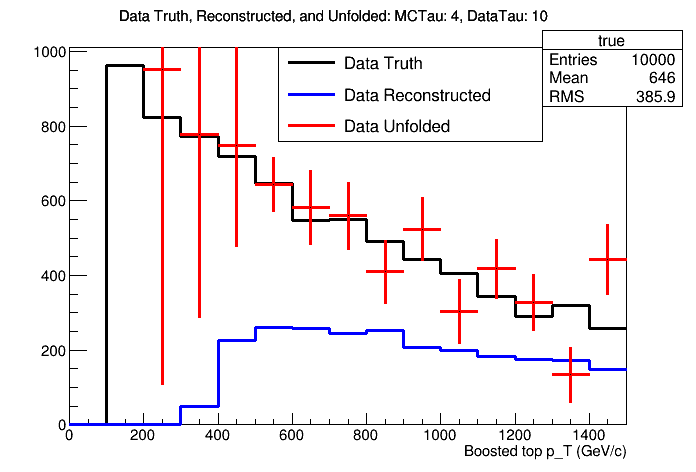 Data Truth, Reconstructed, and Unfolded: MCTau: 4, DataTau: 10
true
Entries 10000
Mean 646
RMS 385.9
Data Truth
Data Reconstructed
Data Unfolded
1000
800
600
400
200
0
0 200 400 600 800 1000 1200 1400
Boosted top p_T (GeV/c)